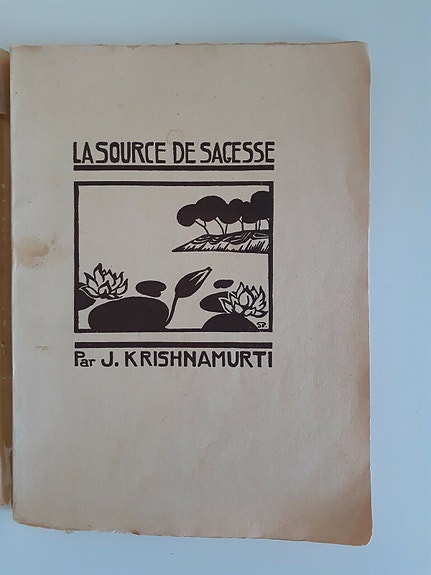 LA SOURCE DE SAGESSE
Par J. KRISHNAMURTI